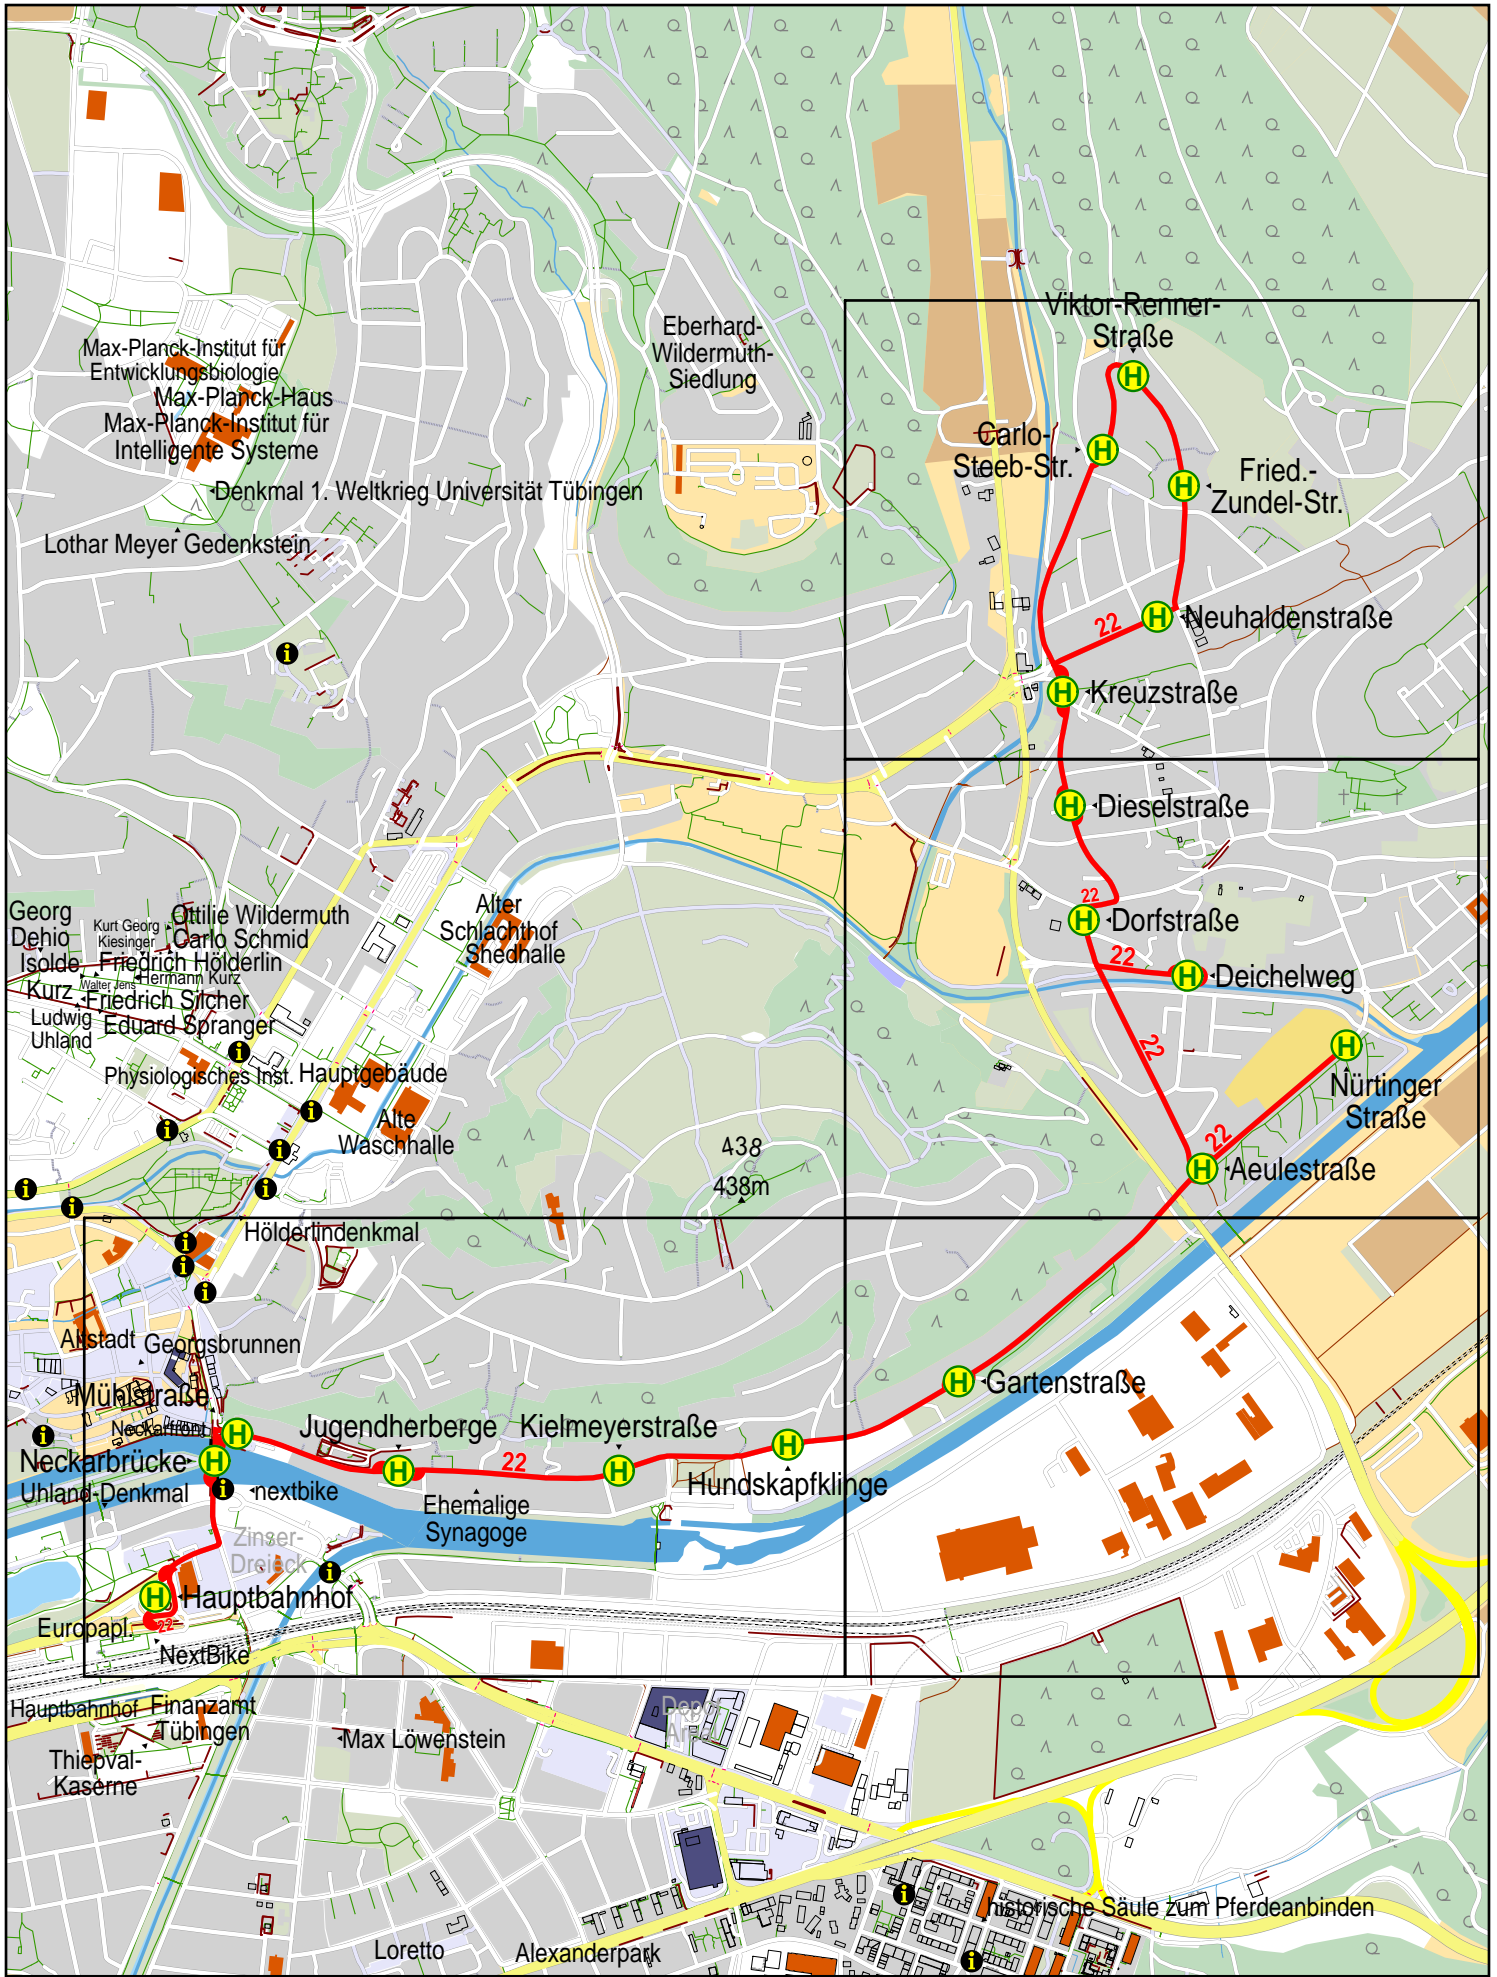 Viktor-Renner-
Straße
Eberhard-
Wildermuth-
Siedlung
Max-Planck-Institut für
Entwicklungsbiologie
Max-Planck-Haus
Max-Planck-Institut für
Intelligente Systeme
H
Carlo-
Steeb-Str.
H
Fried.-
Zundel-Str.
H
Denkmal 1. Weltkrieg Universität Tübingen
Lothar Meyer Gedenkstein
22
H
Neuhaldenstraße
i
H
Kreuzstraße
H
Dieselstraße
Georg
Dehio
Kurt Georg
Kiesinger
Ottilie Wildermuth
Carlo Schmid
Isolde
Kurz
Friedrich Hölderlin
Walter Jens
Hermann Kurz
Friedrich Silcher
Ludwig
Uhland
Eduard Spranger
Alter
Schlachthof
Shedhalle
22
H
Dorfstraße
22
H
Deichelweg
22
H
Nürtinger
Straße
i
Physiologisches Inst.
Hauptgebäude
i
Alte
Waschhalle
i
i
438
438m
22
H
Aeulestraße
i
i
i
Hölderlindenkmal
i
i
i
Altstadt
Georgsbrunnen
Mühlstraße
Neckarfront
i
H
H
Neckarbrücke
Jugendherberge
H
22
Kielmeyerstraße
H
H
Hundskapfklinge
H
Gartenstraße
Uhland-Denkmal
i
nextbike
Ehemalige
Synagoge
Zinser-
Dreieck
i
H
Hauptbahnhof
22
Europapl.
NextBike
Hauptbahnhof
Finanzamt
Tübingen
Thiepval-
Kaserne
Max Löwenstein
Depot
Areal
i
historische Säule zum Pferdeanbinden
Loretto
Alexanderpark
i